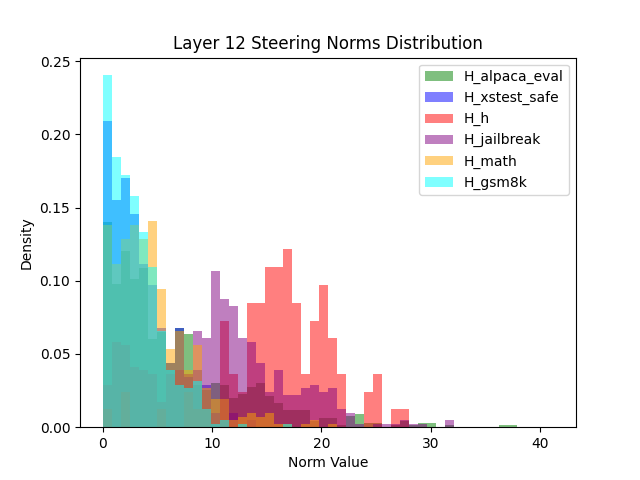 Layer 12 Steering Norms Distribution
0.25
0.20
0.15
0.10
0.05
0.00
Density
H_alpaca_eval
H_xstest_safe
H_h
H_jailbreak
H_math
H_gsm8k
0
10
20
30
40
Norm Value